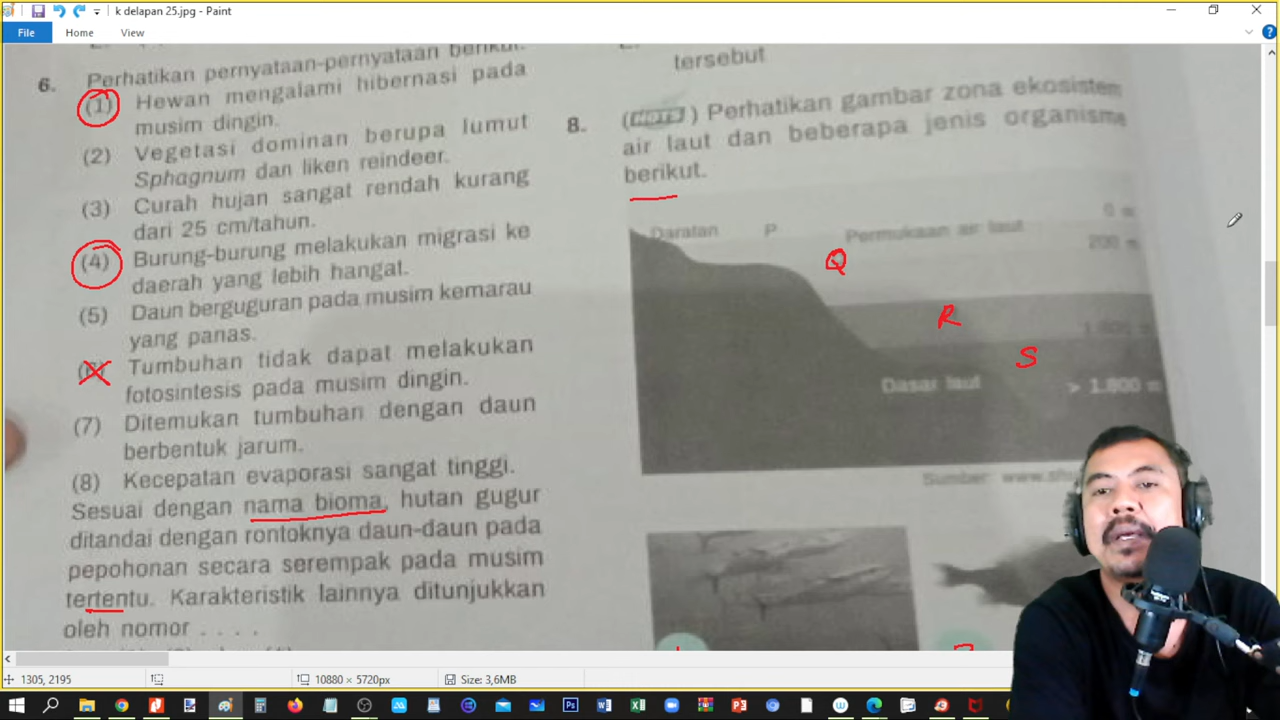 k delapan 25.jpg - Paint
File
Home
View
6. Perhatikan pernyataan-pernyataan berikut.
(1) Hewan mengalami hibernasi pada
musim dingin.
(2) Vegetasi dominan berupa lumut
Sphagnum dan liken reindeer.
(3) Curah hujan sangat rendah kurang
dari 25 cm/tahun.
(4) Burung-burung melakukan migrasi ke
daerah yang lebih hangat.
(5) Daun berguguran pada musim kemarau
yang panas.
(6) Tumbuhan tidak dapat melakukan
fotosintesis pada musim dingin.
(7) Ditemukan tumbuhan dengan daun
berbentuk jarum.
(8) Kecepatan evaporasi sangat tinggi.
Sesuai dengan nama bioma, hutan gugur
ditandai dengan rontoknya daun-daun pada
pepohonan secara serempak pada musim
tertentu. Karakteristik lainnya ditunjukkan
oleh nomor . . . .
tersebut
8. (HOTS) Perhatikan gambar zona ekosistem
air laut dan beberapa jenis organisme
berikut.
0 m
Daratan P Permukaan air laut
200 m
Q
R
1.800 m
S
Dasar laut > 1.800 m
Sumber: www.
1305, 2195
10880 × 5720px
Size: 3,6MB